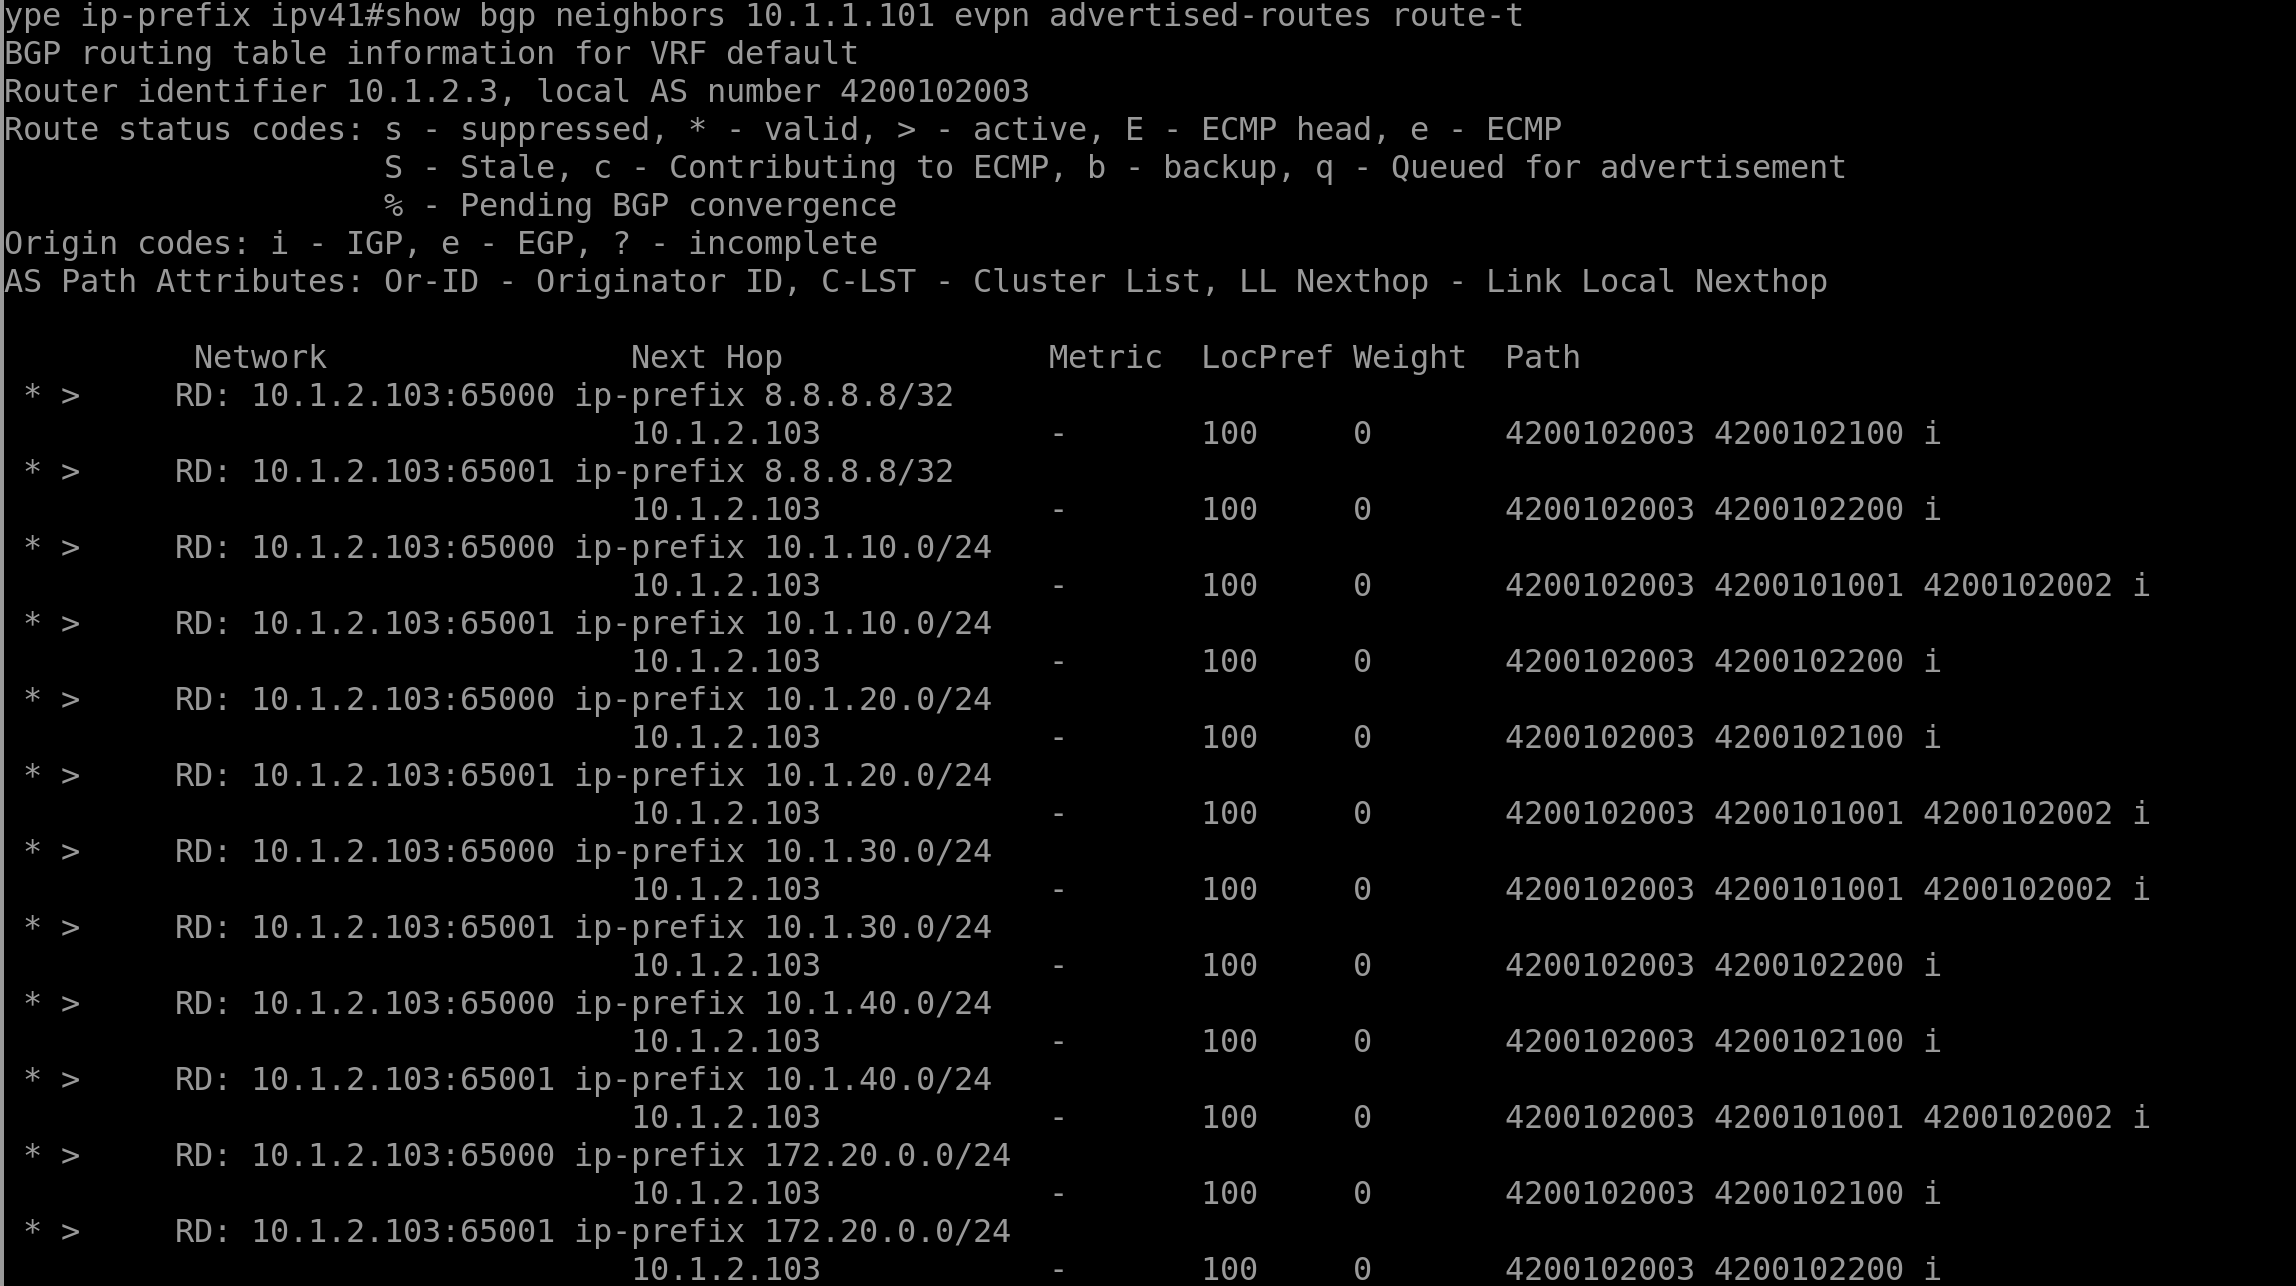 ype ip-prefix ipv41#show bgp neighbors 10.1.1.101 evpn advertised-routes route-t
BGP routing table information for VRF default
Router identifier 10.1.2.3, local AS number 4200102003
Route status codes: s - suppressed, * - valid, > - active, E - ECMP head, e - ECMP
                    S - Stale, c - Contributing to ECMP, b - backup, q - Queued for advertisement
                    % - Pending BGP convergence
Origin codes: i - IGP, e - EGP, ? - incomplete
AS Path Attributes: Or-ID - Originator ID, C-LST - Cluster List, LL Nexthop - Link Local Nexthop

          Network                Next Hop              Metric  LocPref Weight  Path
 * >     RD: 10.1.2.103:65000 ip-prefix 8.8.8.8/32
                                 10.1.2.103            -       100     0       4200102003 4200102100 i
 * >     RD: 10.1.2.103:65001 ip-prefix 8.8.8.8/32
                                 10.1.2.103            -       100     0       4200102003 4200102200 i
 * >     RD: 10.1.2.103:65000 ip-prefix 10.1.10.0/24
                                 10.1.2.103            -       100     0       4200102003 4200101001 4200102002 i
 * >     RD: 10.1.2.103:65001 ip-prefix 10.1.10.0/24
                                 10.1.2.103            -       100     0       4200102003 4200102200 i
 * >     RD: 10.1.2.103:65000 ip-prefix 10.1.20.0/24
                                 10.1.2.103            -       100     0       4200102003 4200102100 i
 * >     RD: 10.1.2.103:65001 ip-prefix 10.1.20.0/24
                                 10.1.2.103            -       100     0       4200102003 4200101001 4200102002 i
 * >     RD: 10.1.2.103:65000 ip-prefix 10.1.30.0/24
                                 10.1.2.103            -       100     0       4200102003 4200101001 4200102002 i
 * >     RD: 10.1.2.103:65001 ip-prefix 10.1.30.0/24
                                 10.1.2.103            -       100     0       4200102003 4200102200 i
 * >     RD: 10.1.2.103:65000 ip-prefix 10.1.40.0/24
                                 10.1.2.103            -       100     0       4200102003 4200102100 i
 * >     RD: 10.1.2.103:65001 ip-prefix 10.1.40.0/24
                                 10.1.2.103            -       100     0       4200102003 4200101001 4200102002 i
 * >     RD: 10.1.2.103:65000 ip-prefix 172.20.0.0/24
                                 10.1.2.103            -       100     0       4200102003 4200102100 i
 * >     RD: 10.1.2.103:65001 ip-prefix 172.20.0.0/24
                                 10.1.2.103            -       100     0       4200102003 4200102200 i